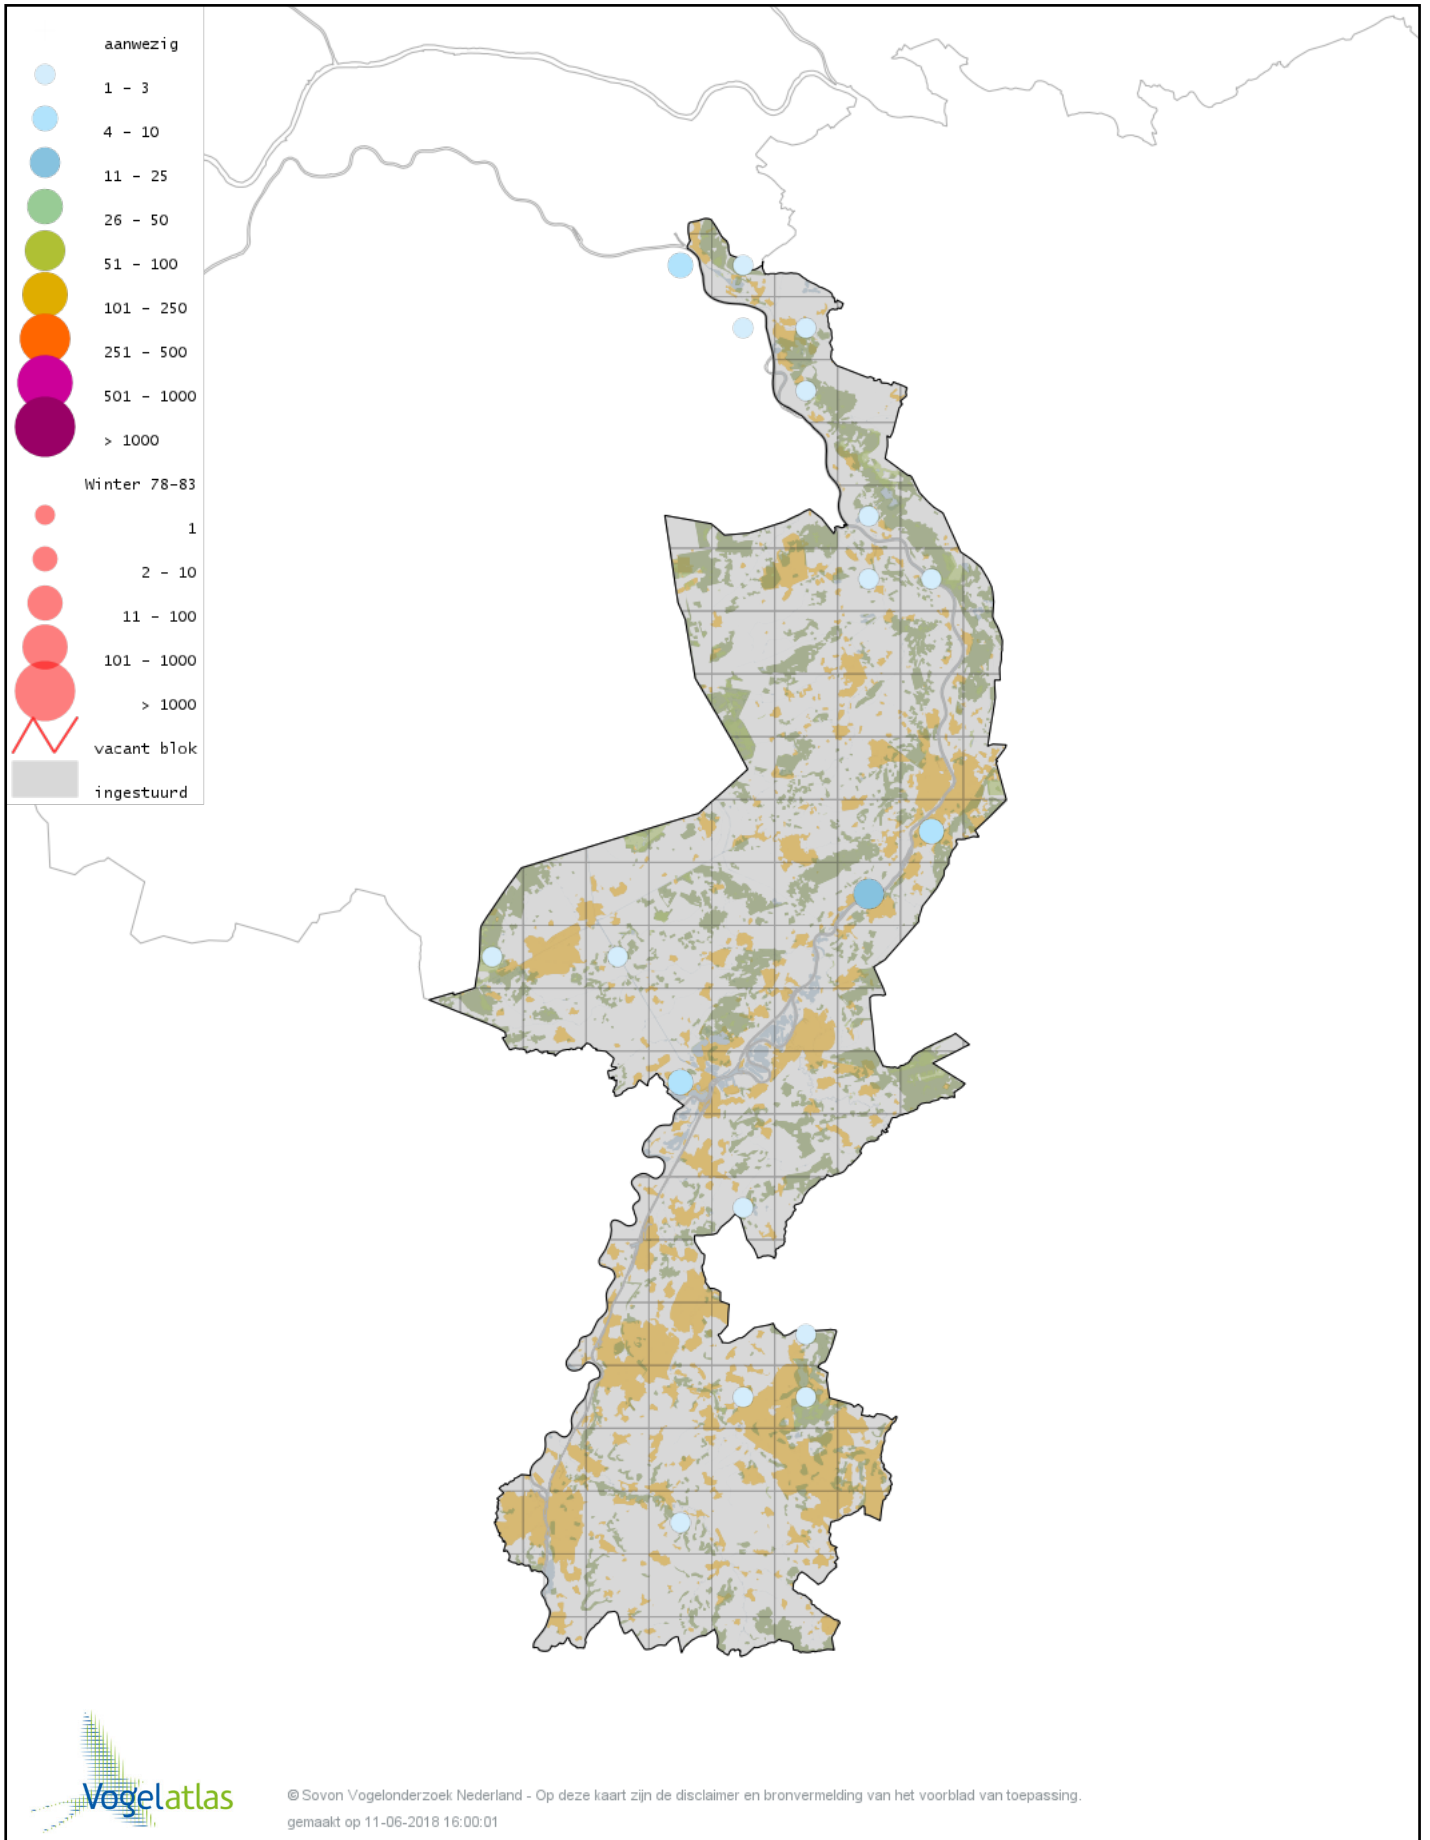 aanwezig
1 - 3
4 - 10
11 - 25
26 - 50
51 - 100
101 - 250
251 - 500
501 - 1000
> 1000
Winter 78-83
1
2 - 10
11 - 100
101 - 1000
> 1000
vacant blok
ingestuurd
Vogelatlas
© Sovon Vogelonderzoek Nederland - Op deze kaart zijn de disclaimer en bronvermelding van het voorblad van toepassing.
gemaakt op 11-06-2018 16:00:01